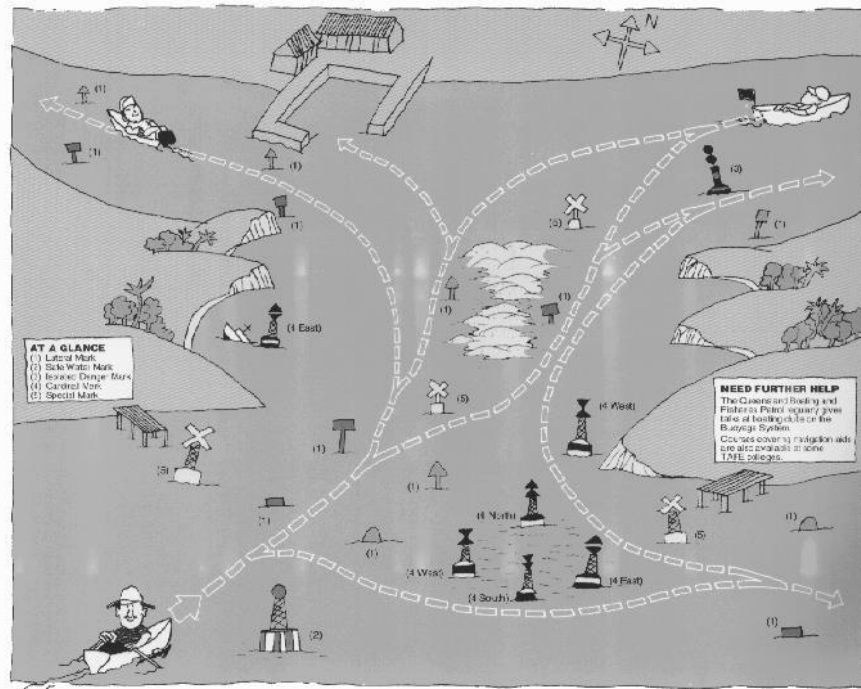 N
(1)
(1)
(1)
(1)
(3)
(5)
(1)
(1)
(1)
(4 East)
AT A GLANCE
(1) Lateral Mark
(2) Safe Water Mark
(3) Isolated Danger Mark
(4) Cardinal Mark
(5) Special Mark
(5)
(4 West)
NEED FURTHER HELP
The Queensland Boating and
Fisheries Patrol regularly gives
talks at boating clubs on the
Buoyage System.
Courses covering navigation aids
are also available at some
TAFE colleges.
(1)
(5)
(1)
(4 North)
(1)
(1)
(5)
(1)
(4 West)
(4 East)
(4 South)
(2)
(1)